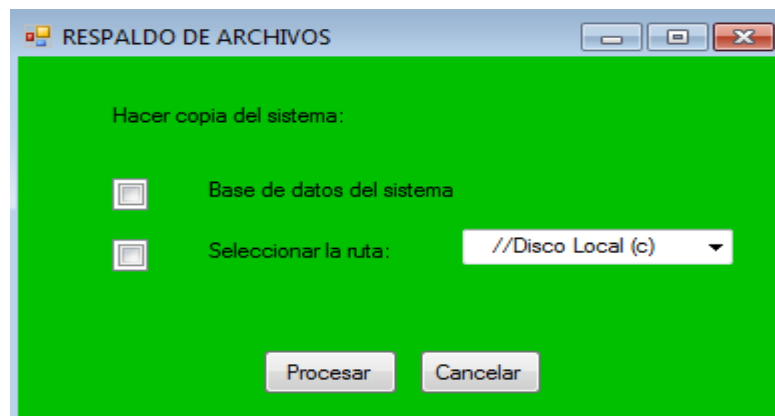 RESPALDO DE ARCHIVOS
Hacer copia del sistema:
Base de datos del sistema
Seleccionar la ruta: //Disco Local (c)
Procesar Cancelar